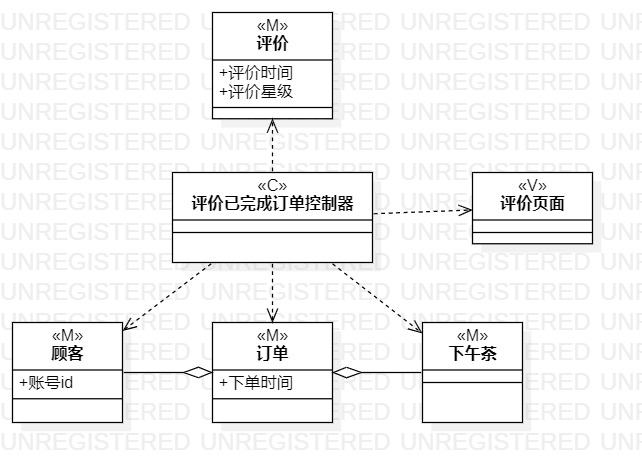 «M»
评价
+评价时间
+评价星级
«C»
评价已完成订单控制器
«V»
评价页面
«M»
顾客
+账号id
«M»
订单
+下单时间
«M»
下午茶
UNREGISTERED UNREGISTERED UNREGISTERED UNREGISTERED